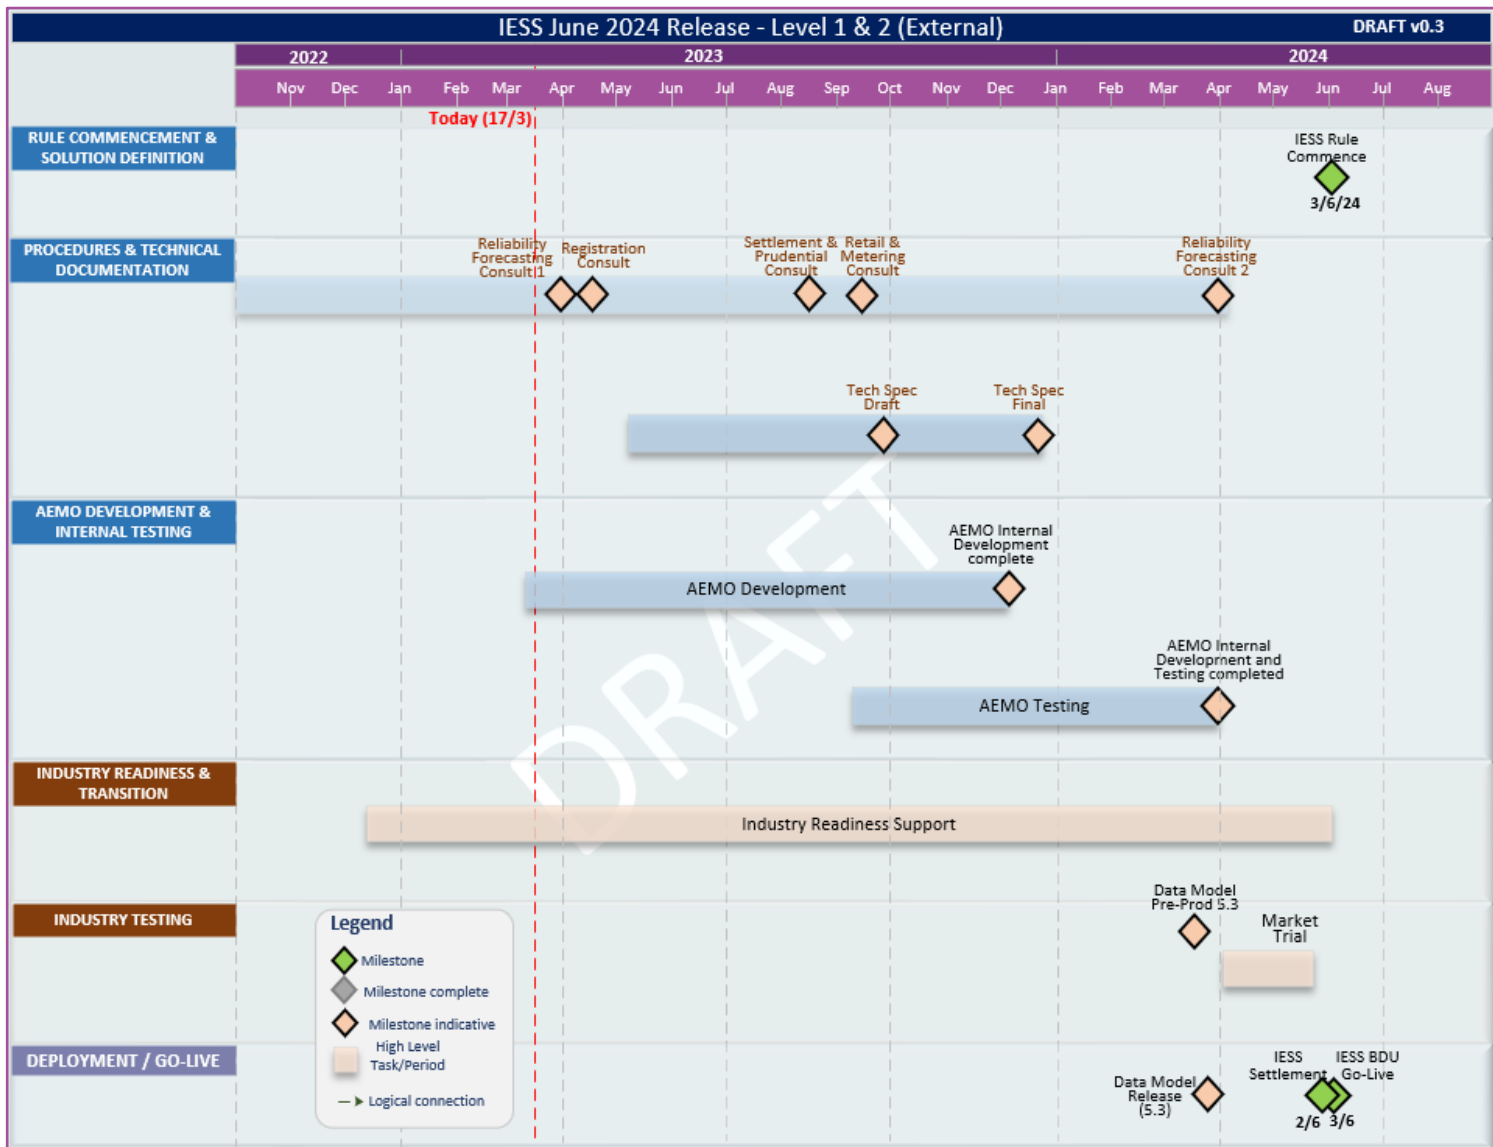 IESS June 2024 Release - Level 1 & 2 (External)
DRAFT v0.3
2022
2023
2024
Nov Dec Jan Feb Mar Apr May Jun Jul Aug Sep Oct Nov Dec Jan Feb Mar Apr May Jun Jul Aug
Today (17/3)
RULE COMMENCEMENT &
SOLUTION DEFINITION
IESS Rule
Commence
3/6/24
PROCEDURES & TECHNICAL
DOCUMENTATION
Reliability
Forecasting
Consult 1
Registration
Consult
Settlement &
Prudential
Consult
Retail &
Metering
Consult
Reliability
Forecasting
Consult 2
Tech Spec
Draft
Tech Spec
Final
AEMO DEVELOPMENT &
INTERNAL TESTING
AEMO Internal
Development
complete
AEMO Development
AEMO Internal
Development and
Testing completed
AEMO Testing
DRAFT
INDUSTRY READINESS &
TRANSITION
Industry Readiness Support
INDUSTRY TESTING
Data Model
Pre-Prod 5.3
Market
Trial
Legend
Milestone
Milestone complete
Milestone indicative
High Level
Task/Period
Logical connection
DEPLOYMENT / GO-LIVE
Data Model
Release
(5.3)
IESS
Settlement
2/6
IESS BDU
Go-Live
3/6